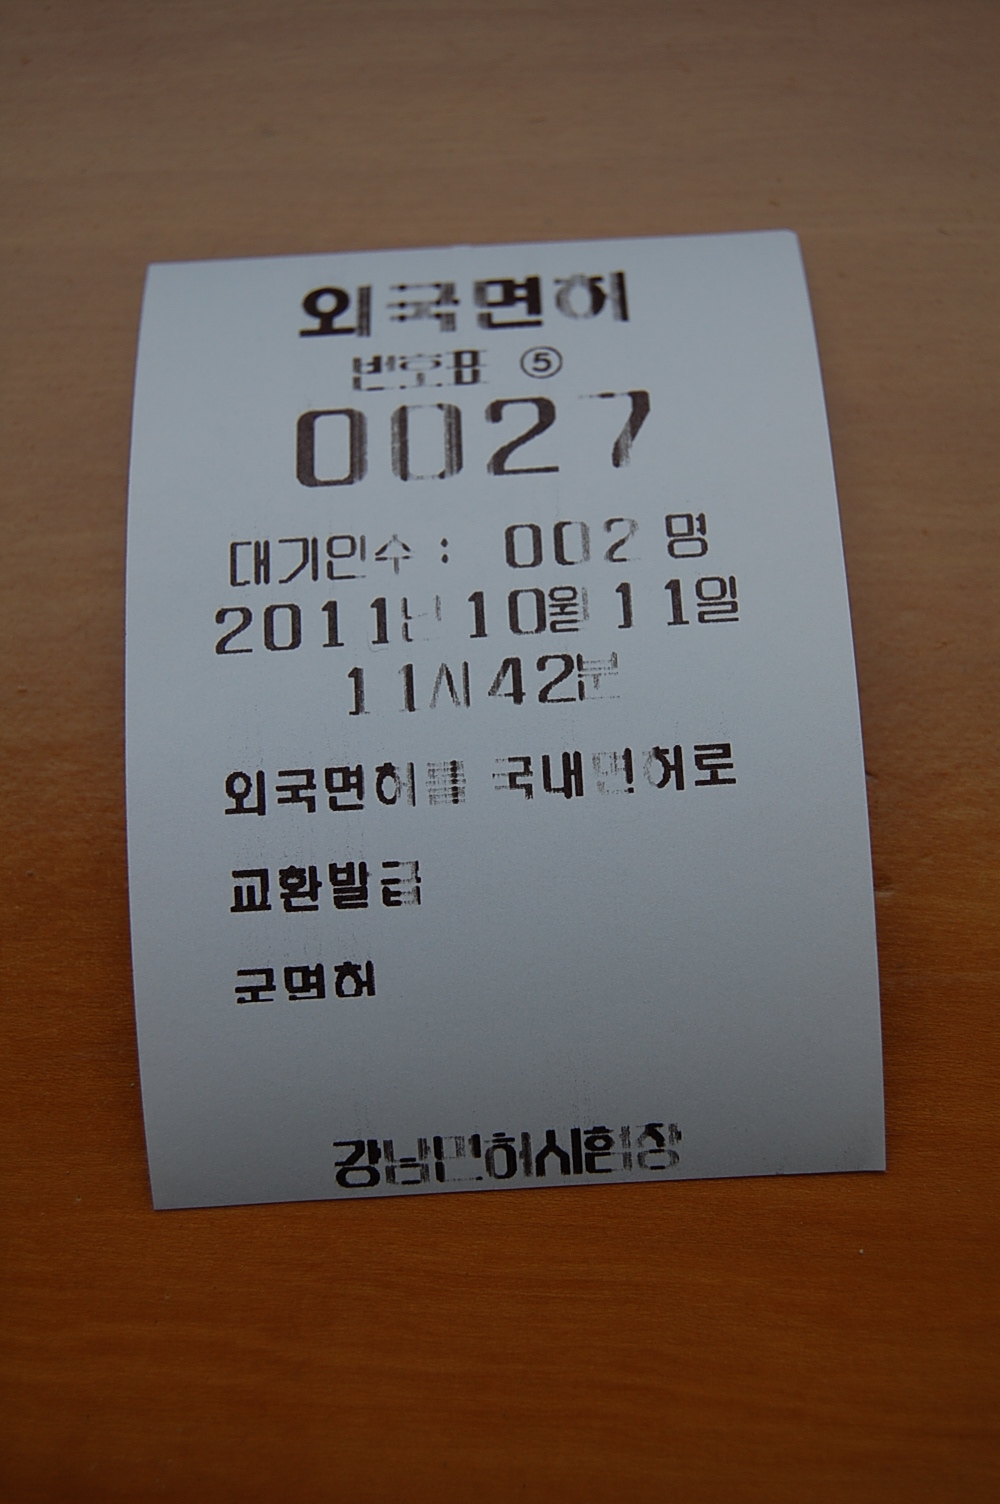 외국면허
번호표 ⑤
0027
대기인수 : 002 명
2011년 10월 11일
11시 42분
외국면허를 국내면허로
교환발급
군면허
강남면허시험장